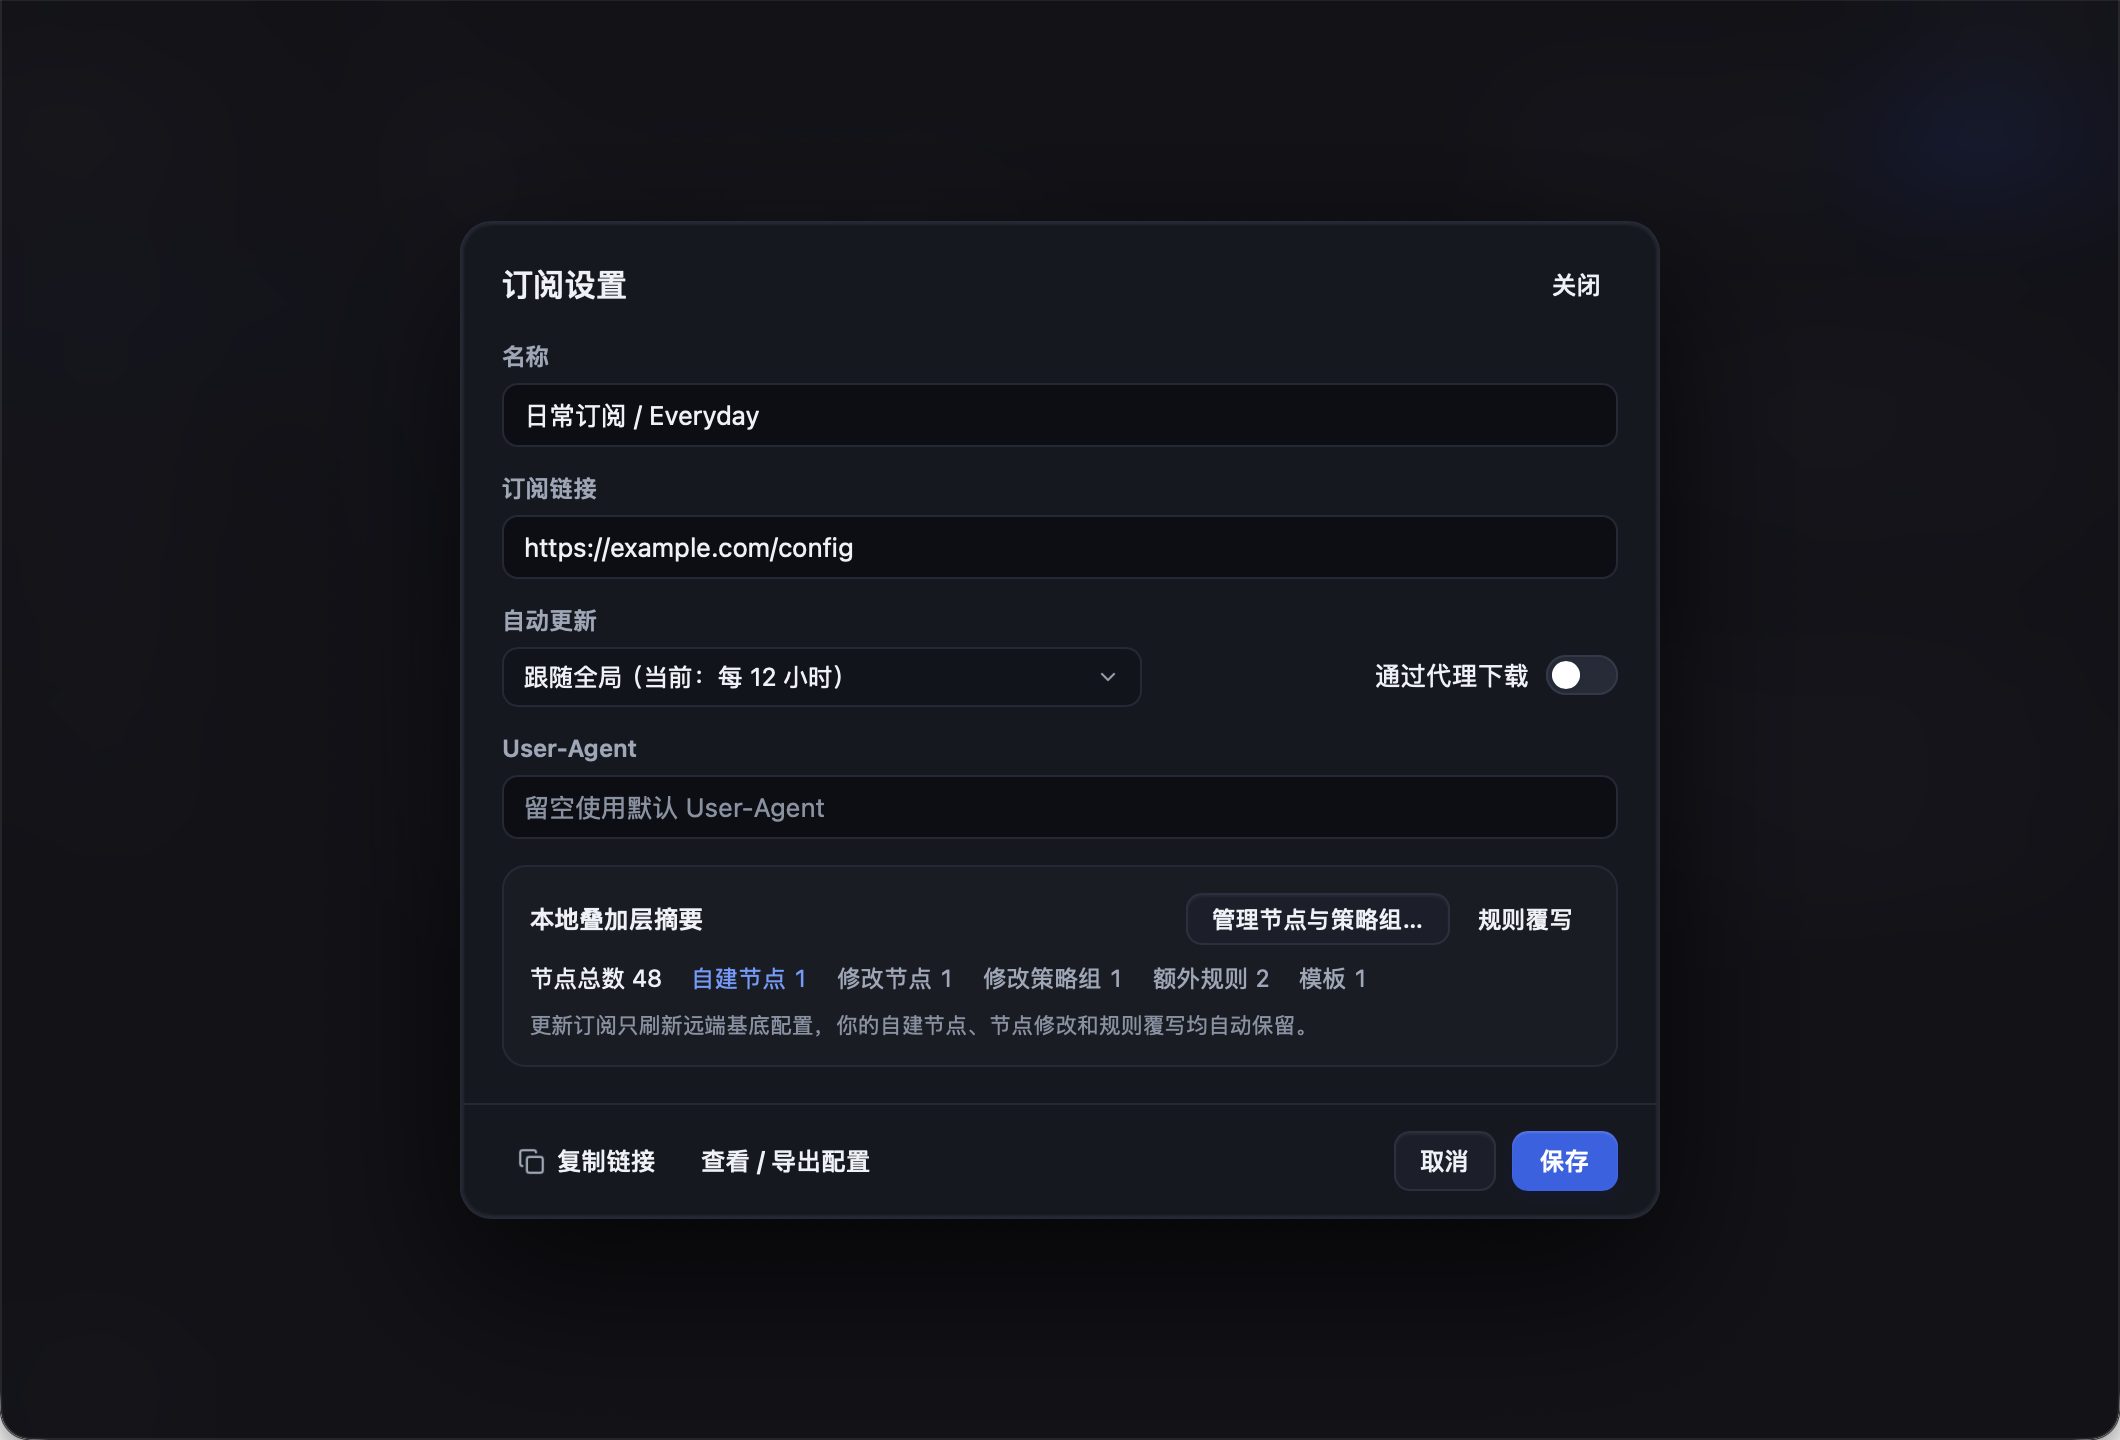 订阅设置
关闭
名称
日常订阅 / Everyday
订阅链接
https://example.com/config
自动更新
跟随全局（当前：每 12 小时）
通过代理下载
User-Agent
留空使用默认 User-Agent
本地叠加层摘要
管理节点与策略组...
规则覆写
节点总数 48 自建节点 1 修改节点 1 修改策略组 1 额外规则 2 模板 1
更新订阅只刷新远端基底配置，你的自建节点、节点修改和规则覆写均自动保留。
复制链接
查看 / 导出配置
取消
保存